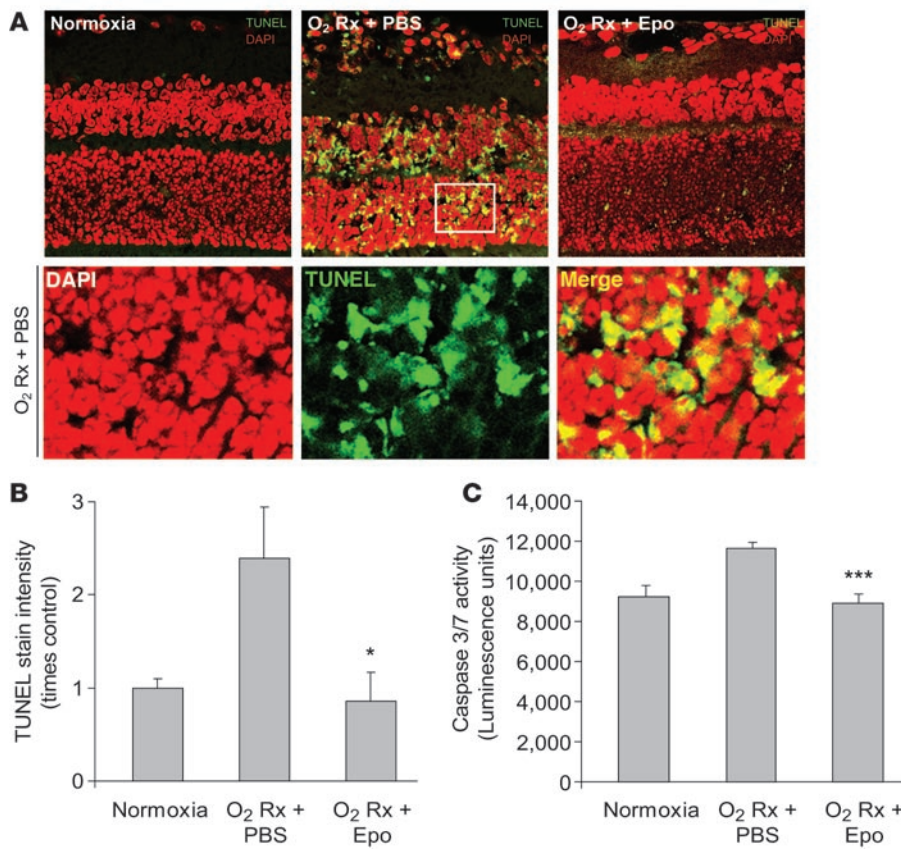 A
Normoxia
TUNEL
DAPI
O₂ Rx + PBS
TUNEL
DAPI
O₂ Rx + Epo
TUNEL
DAPI
O₂ Rx + PBS
DAPI
TUNEL
Merge
B
TUNEL stain intensity
(times control)
3
2
1
0
*
Normoxia
O₂ Rx +
PBS
O₂ Rx +
Epo
C
Caspase 3/7 activity
(Luminescence units)
14,000
12,000
10,000
8,000
6,000
4,000
2,000
0
***
Normoxia
O₂ Rx +
PBS
O₂ Rx +
Epo